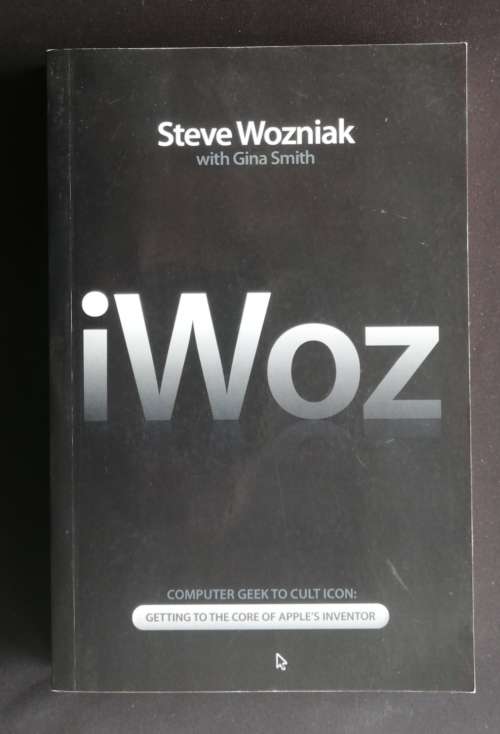 Steve Wozniak
with Gina Smith
iWoz
COMPUTER GEEK TO CULT ICON:
GETTING TO THE CORE OF APPLE'S INVENTOR